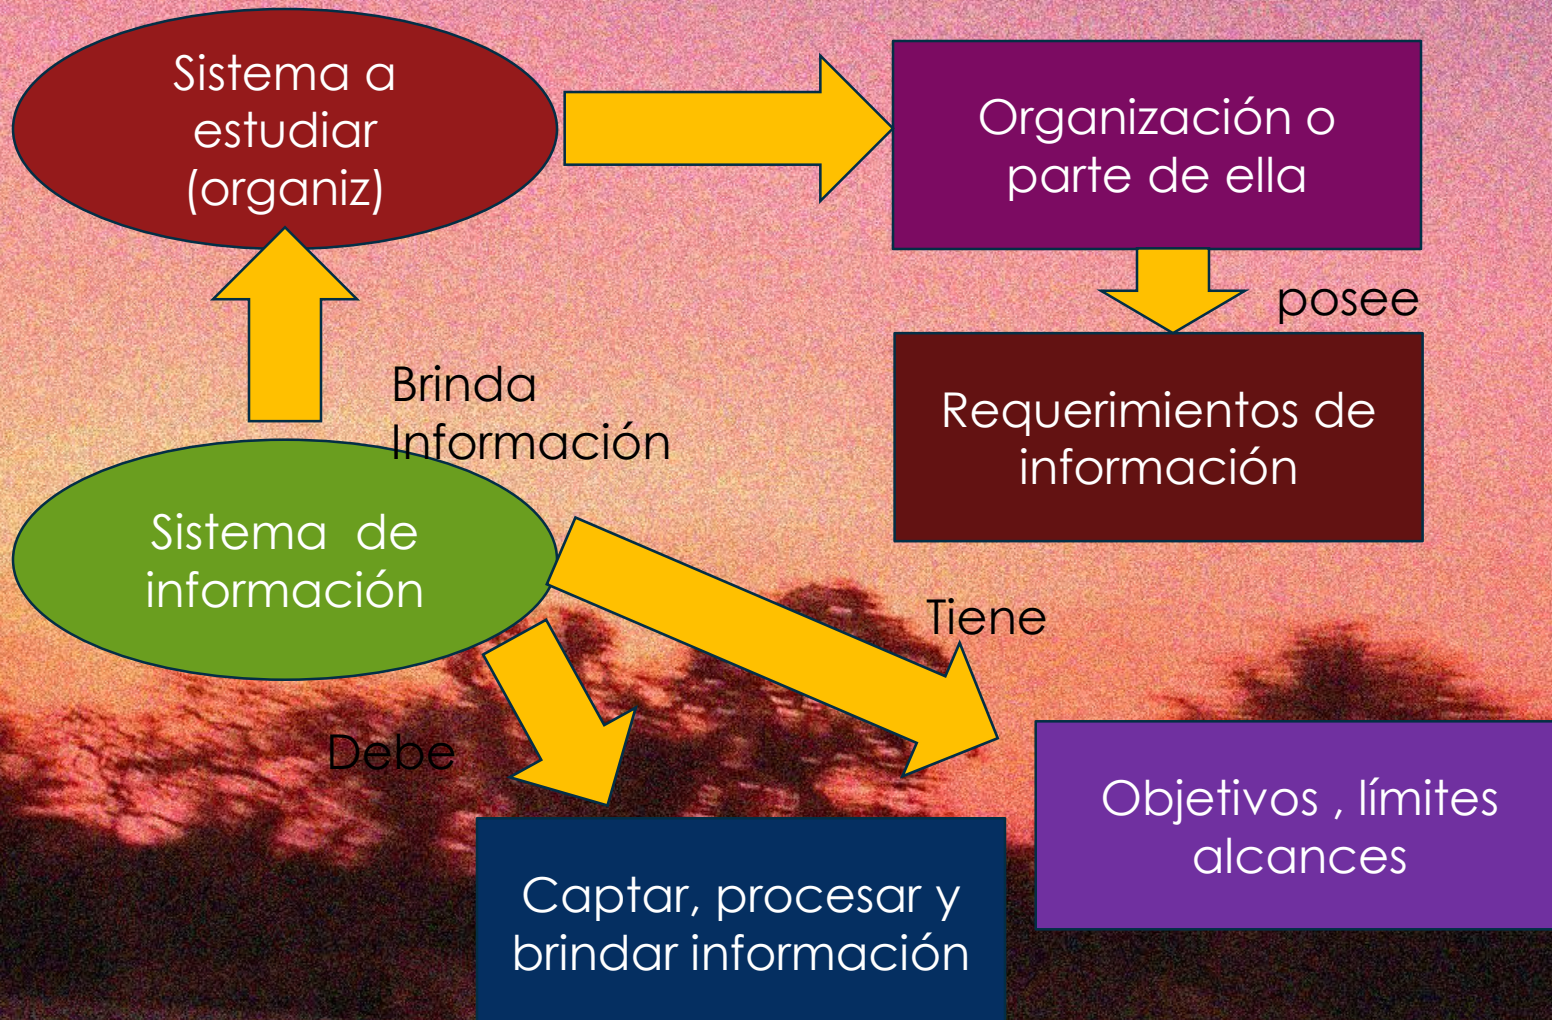 Sistema a
estudiar
(organiz)
Organización o
parte de ella
posee
Requerimientos de
información
Brinda
Información
Sistema  de
información
Tiene
Debe
Objetivos , límites
alcances
Captar, procesar y
brindar información